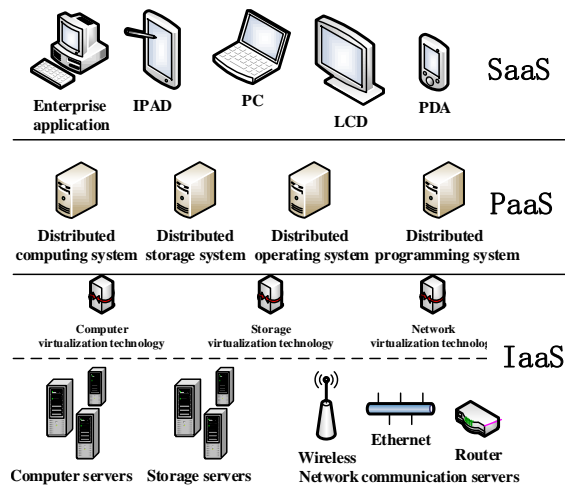 SaaS
Enterprise
application
IPAD
PC
LCD
PDA
PaaS
Distributed
computing system
Distributed
storage system
Distributed
operating system
Distributed
programming system
Computer
virtualization technology
Storage
virtualization technology
Network
virtualization technolog
IaaS
Computer servers
Storage servers
Wireless
Ethernet
Router
Network communication servers